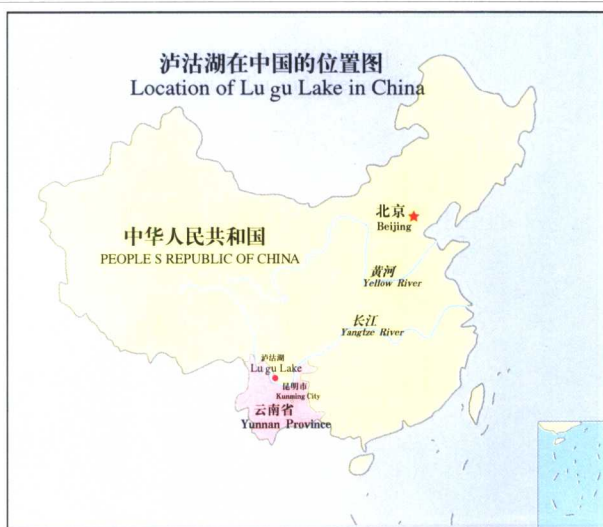 泸沽湖在中国的位置图
Location of Lu gu Lake in China
北京
Beijing
中华人民共和国
PEOPLE S REPUBLIC OF CHINA
黄河
Yellow River
长江
Yangtze River
泸沽湖
Lu gu Lake
昆明市
Kunming City
云南省
Yunnan Province